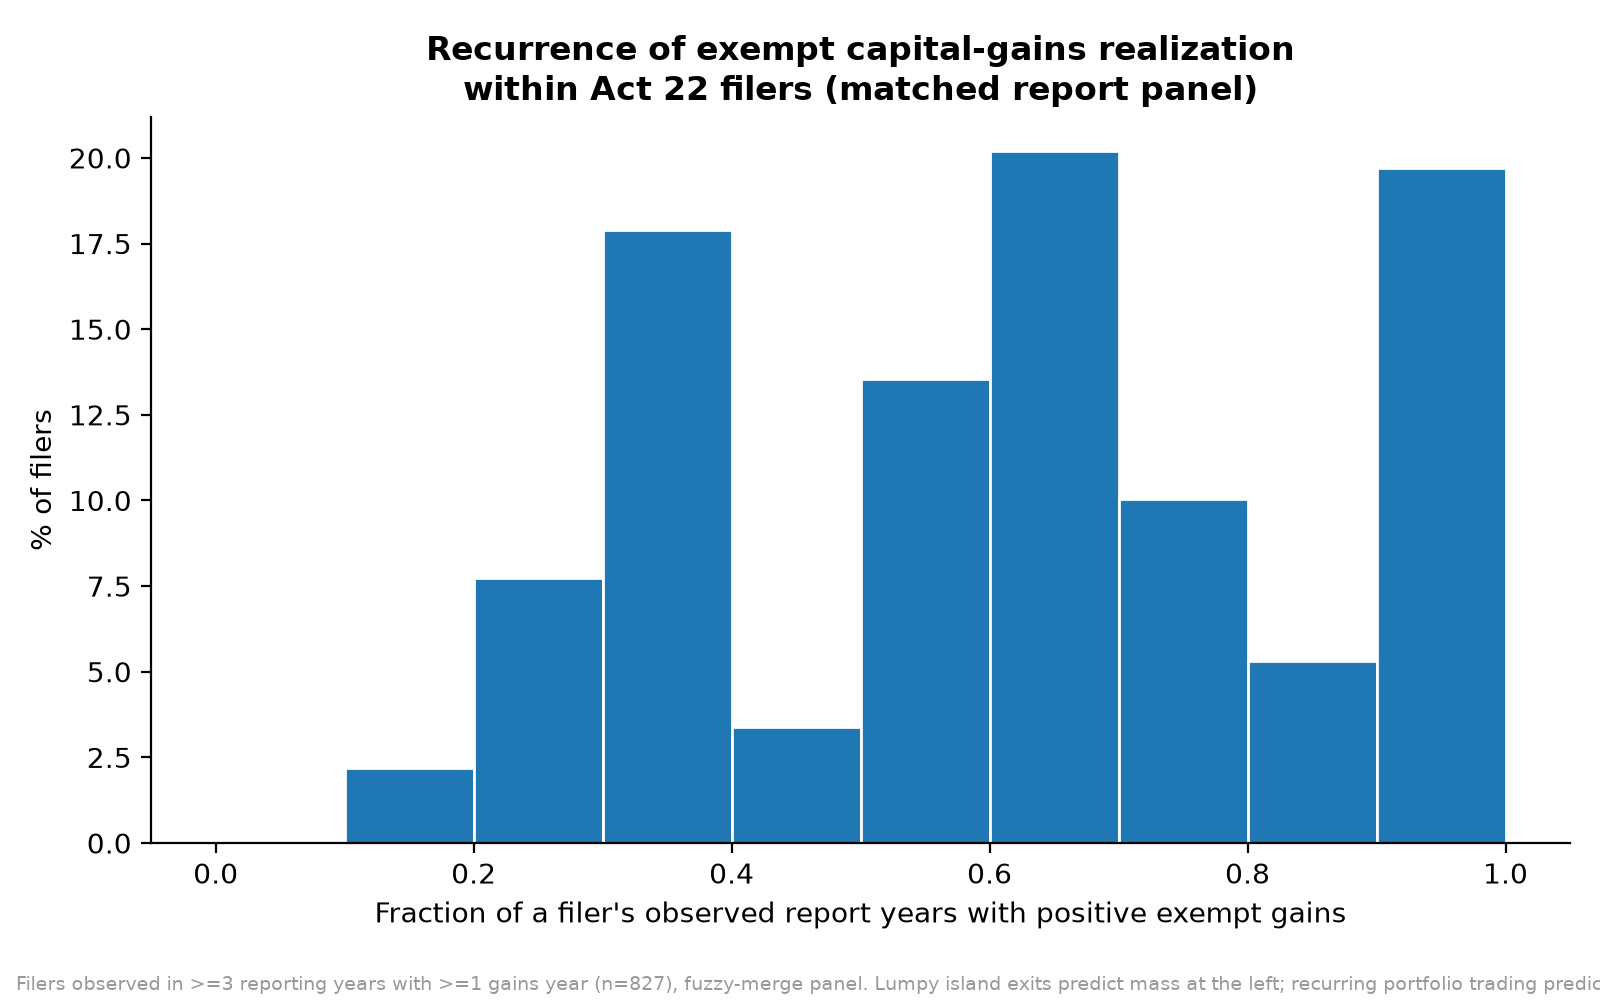 Recurrence of exempt capital-gains realization
within Act 22 filers (matched report panel)
% of filers
20.0
17.5
15.0
12.5
10.0
7.5
5.0
2.5
0.0
0.0 0.2 0.4 0.6 0.8 1.0
Fraction of a filer's observed report years with positive exempt gains
Filers observed in >=3 reporting years with >=1 gains year (n=827), fuzzy-merge panel. Lumpy island exits predict mass at the left; recurring portfolio trading